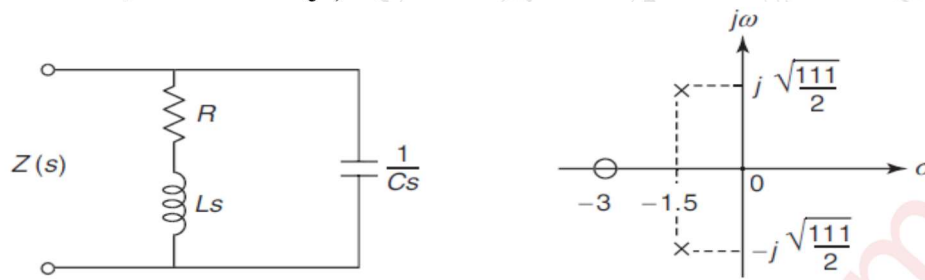 jω
j √111/2
R
Z(s)
1/Cs
Ls
0
σ
−3 −1.5
−j √111/2